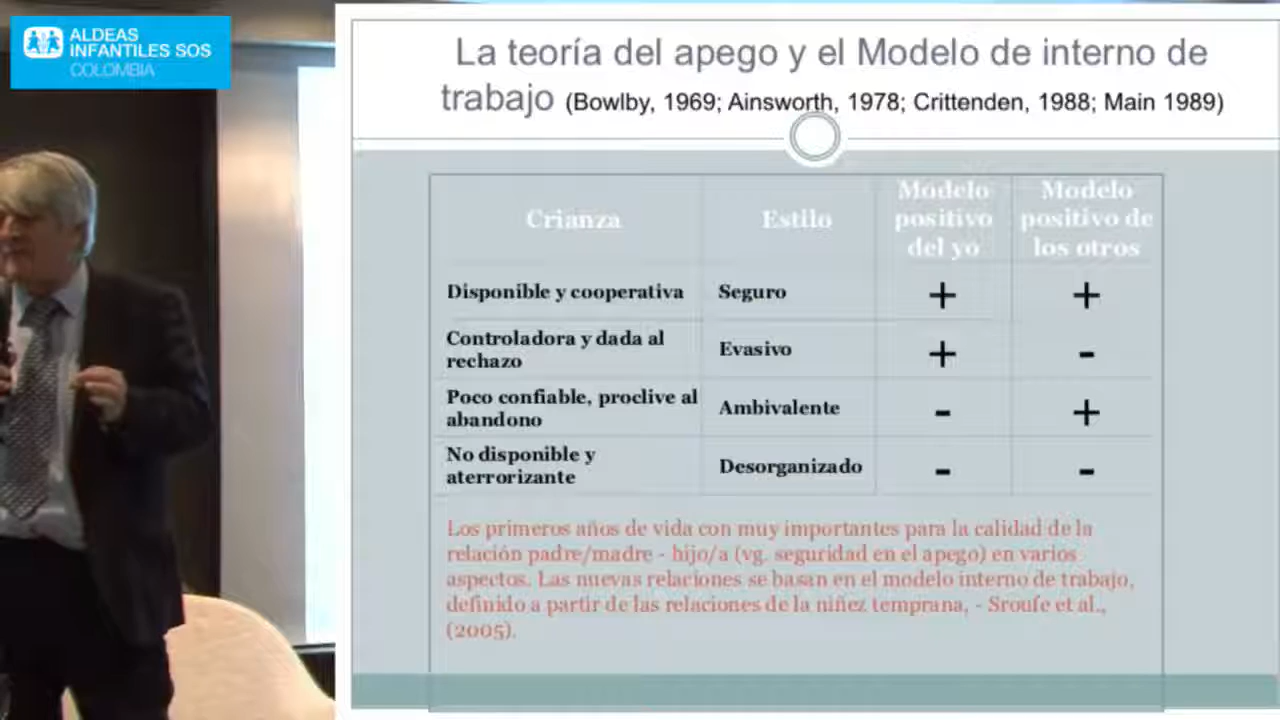 ALDEAS
INFANTILES SOS
COLOMBIA
La teoría del apego y el Modelo de interno de
trabajo (Bowlby, 1969; Ainsworth, 1978; Crittenden, 1988; Main 1989)
Crianza Estilo Modelo positivo del yo Modelo positivo de los otros
Disponible y cooperativa Seguro + +
Controladora y dada al
rechazo Evasivo + -
Poco confiable, proclive al
abandono Ambivalente - +
No disponible y
aterrorizante Desorganizado - -
Los primeros años de vida con muy importantes para la calidad de la
relación padre/madre - hijo/a (vg. seguridad en el apego) en varios
aspectos. Las nuevas relaciones se basan en el modelo interno de trabajo,
definido a partir de las relaciones de la niñez temprana, - Sroufe et al.,
(2005).